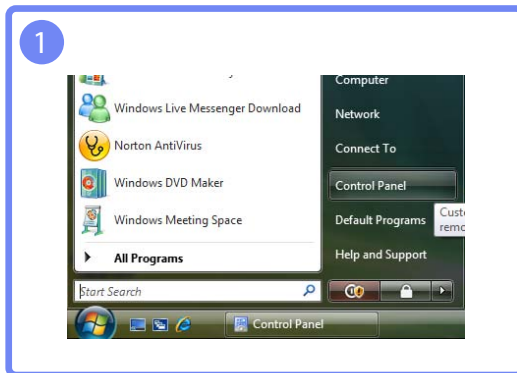 1
Computer
Windows Live Messenger Download
Network
Norton AntiVirus
Connect To
Windows DVD Maker
Control Panel
Windows Meeting Space
Default Programs
All Programs
Help and Support
Start Search
Control Panel